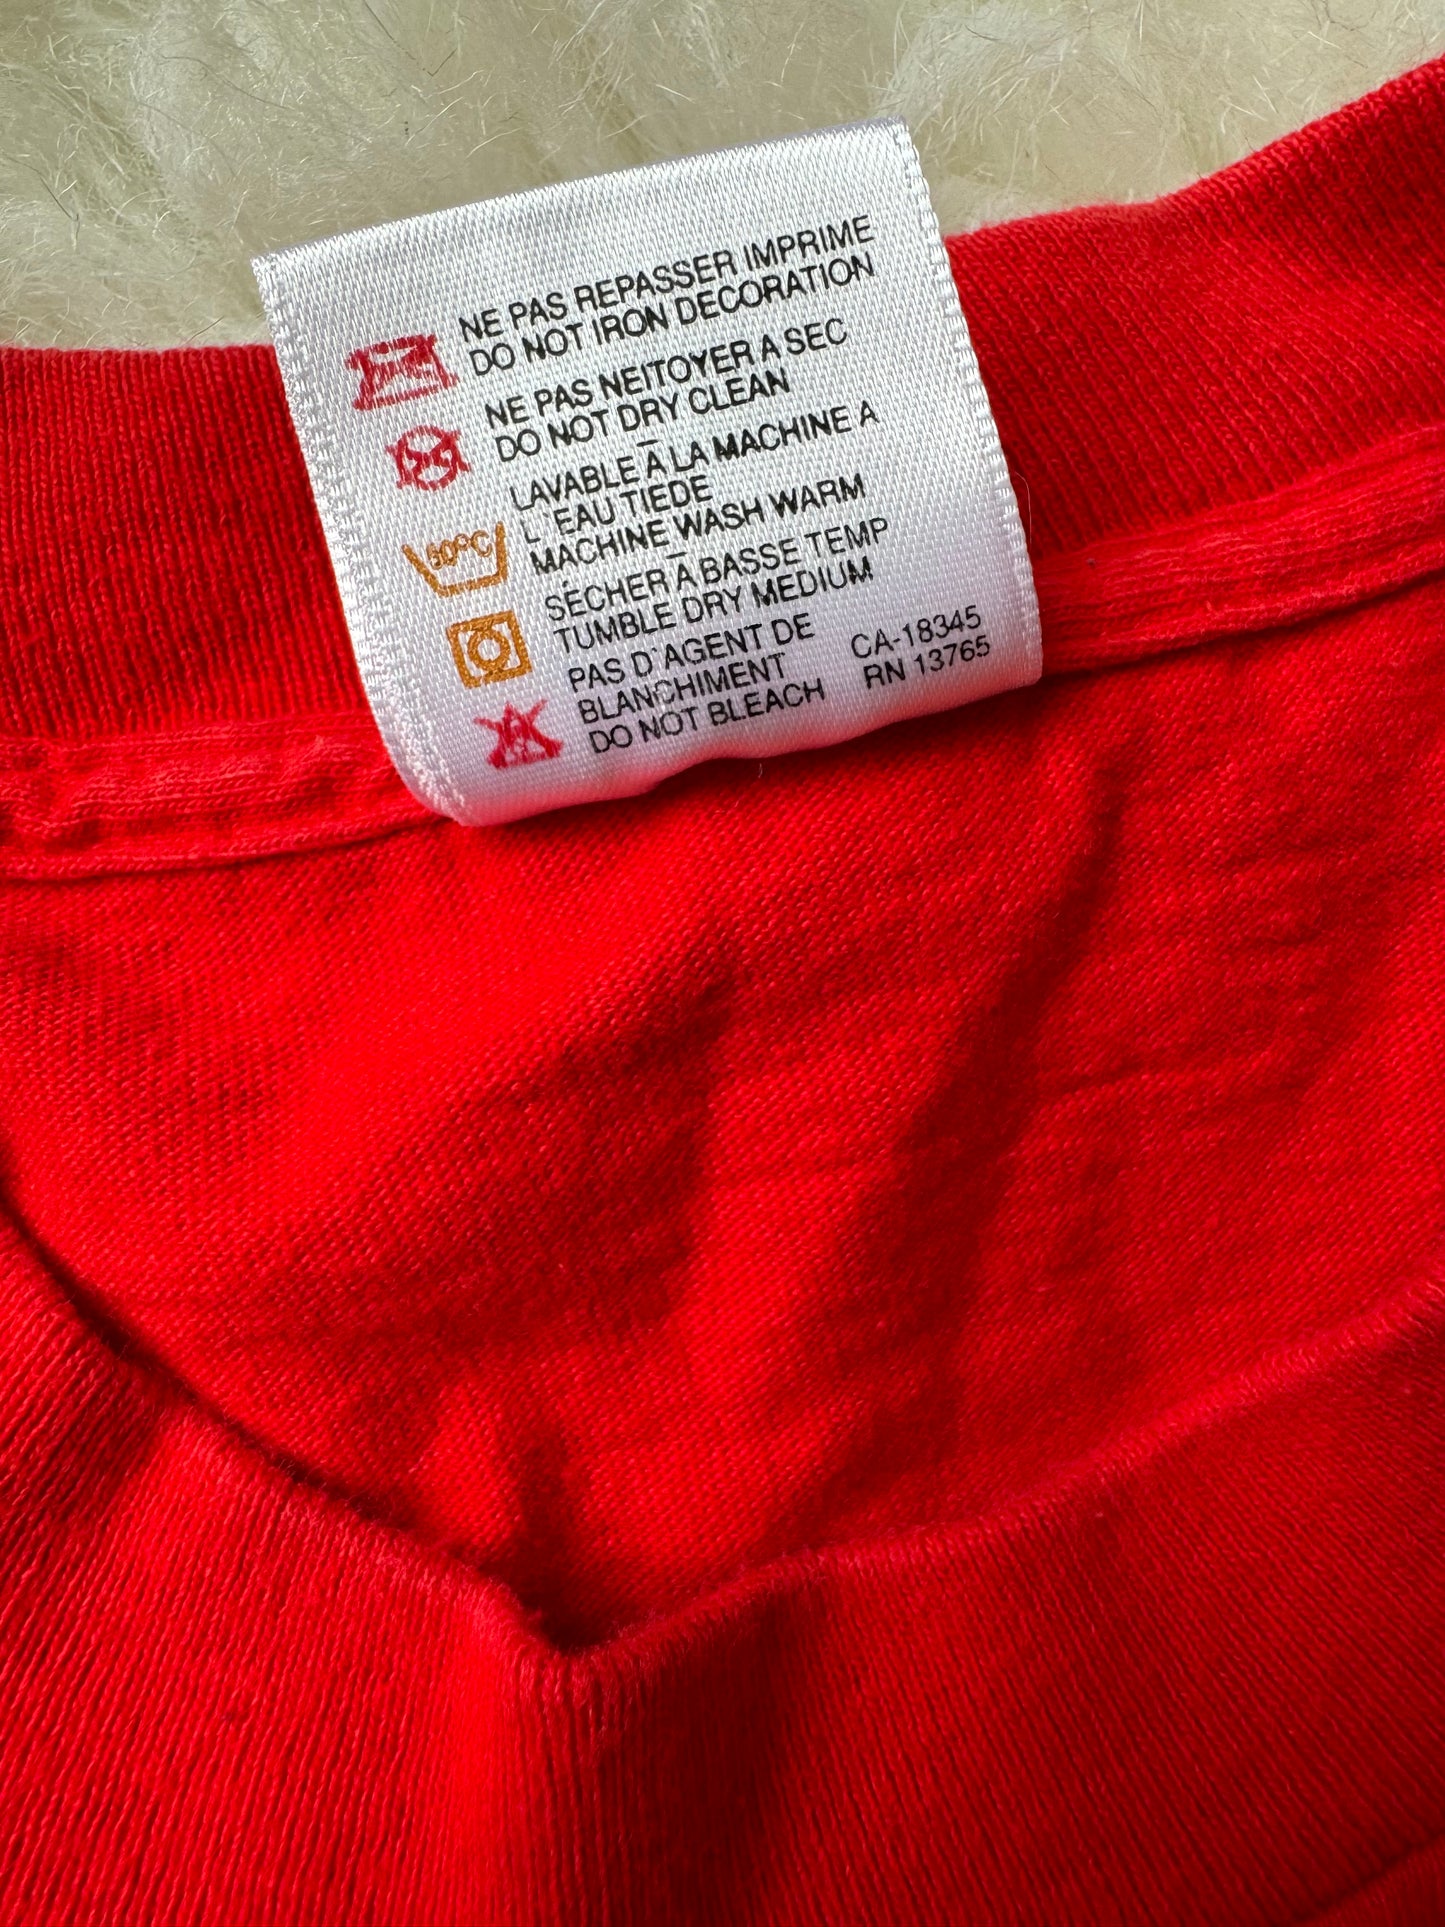 NE PAS REPASSER IMPRIME
DO NOT IRON DECORATION
NE PAS NEITOYER A SEC
DO NOT DRY CLEAN
LAVABLE À LA MACHINE A
L'EAU TIEDE
MACHINE WASH WARM
SÉCHER À BASSE TEMP
TUMBLE DRY MEDIUM
PAS D'AGENT DE
BLANCHIMENT
DO NOT BLEACH
CA-18345
RN 13765